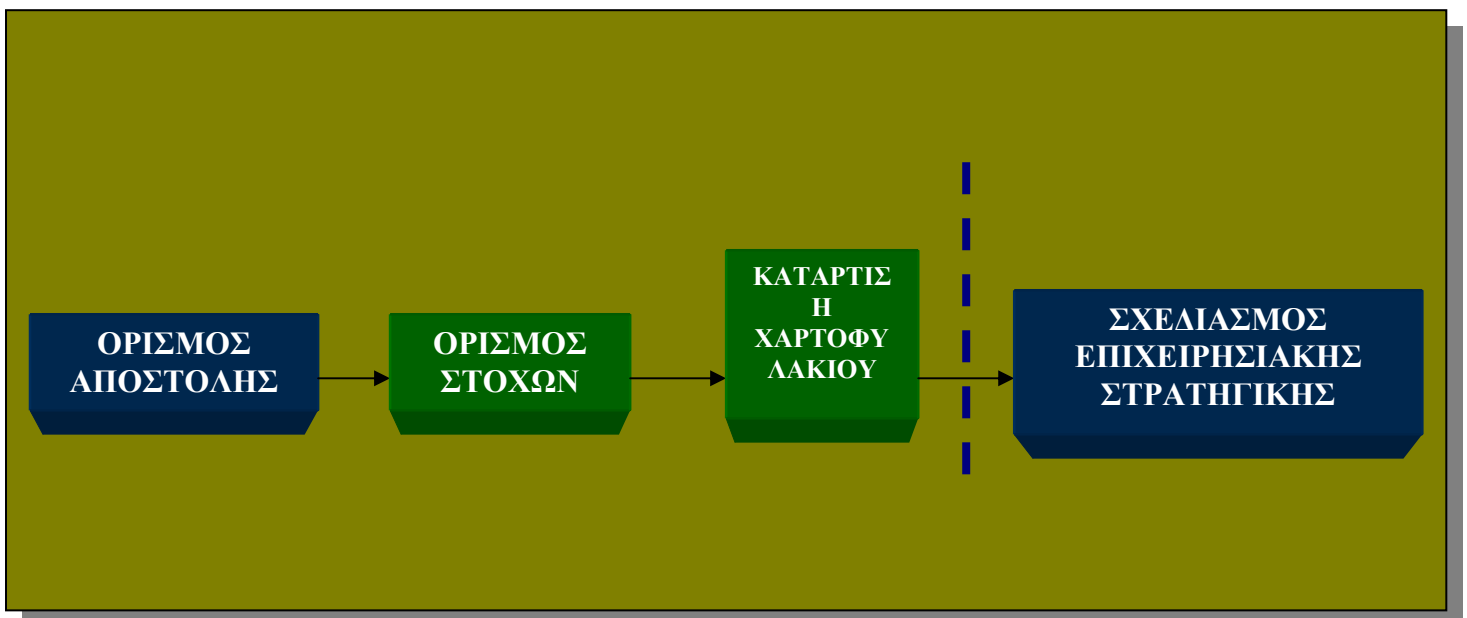 ΟΡΙΣΜΟΣ
ΑΠΟΣΤΟΛΗΣ
ΟΡΙΣΜΟΣ
ΣΤΟΧΩΝ
ΚΑΤΑΡΤΙΣ
Η
ΧΑΡΤΟΦΥ
ΛΑΚΙΟΥ
ΣΧΕΔΙΑΣΜΟΣ
ΕΠΙΧΕΙΡΗΣΙΑΚΗΣ
ΣΤΡΑΤΗΓΙΚΗΣ